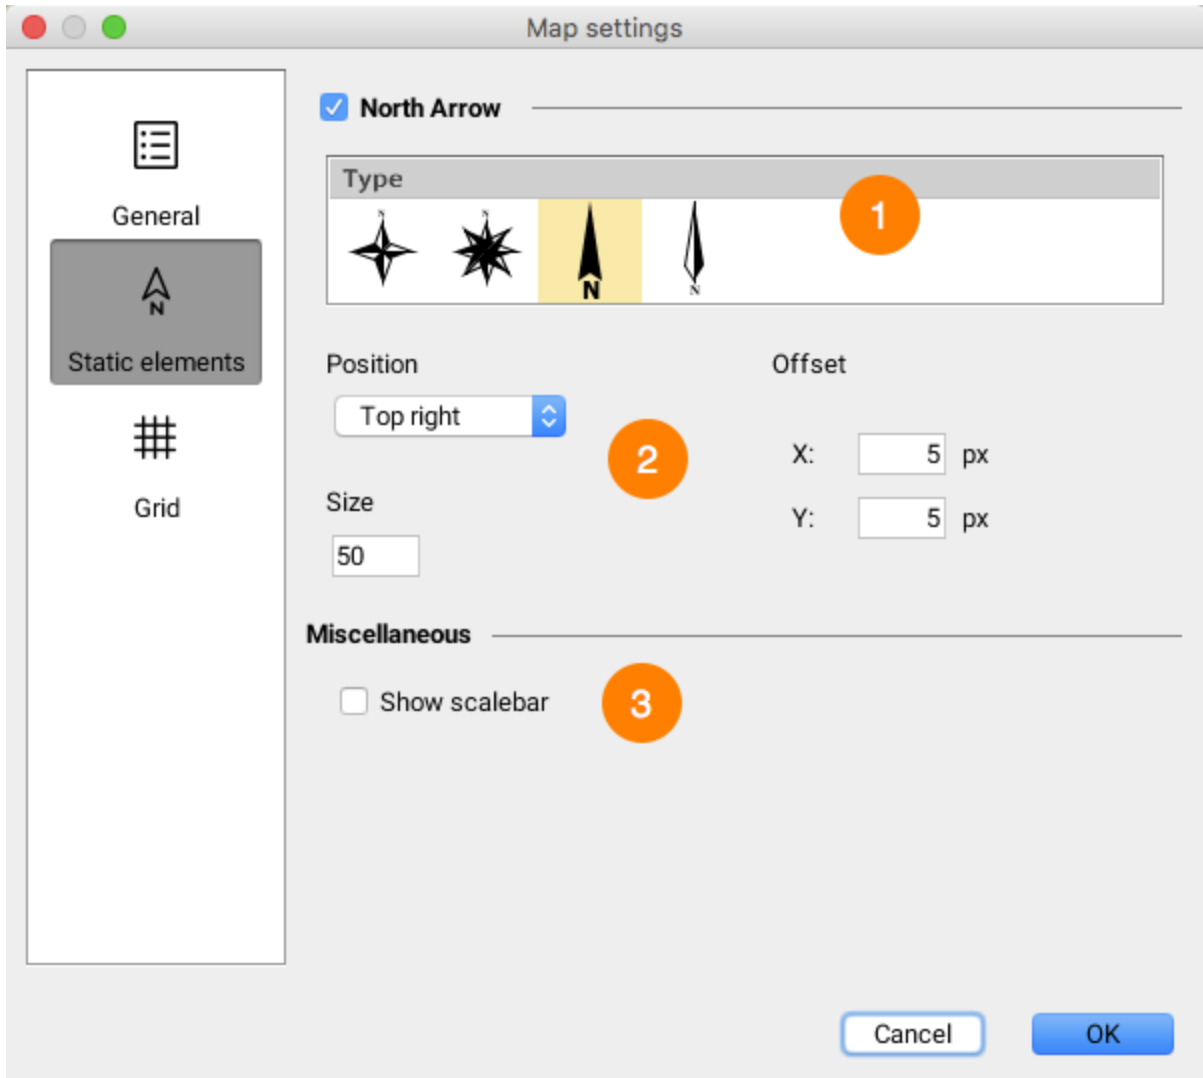 Map settings
General
N
Static elements
Grid
North Arrow
Type
1
N N N N
Position
Top right
2
Size
50
Offset
X: 5 px
Y: 5 px
Miscellaneous
Show scalebar
3
Cancel OK